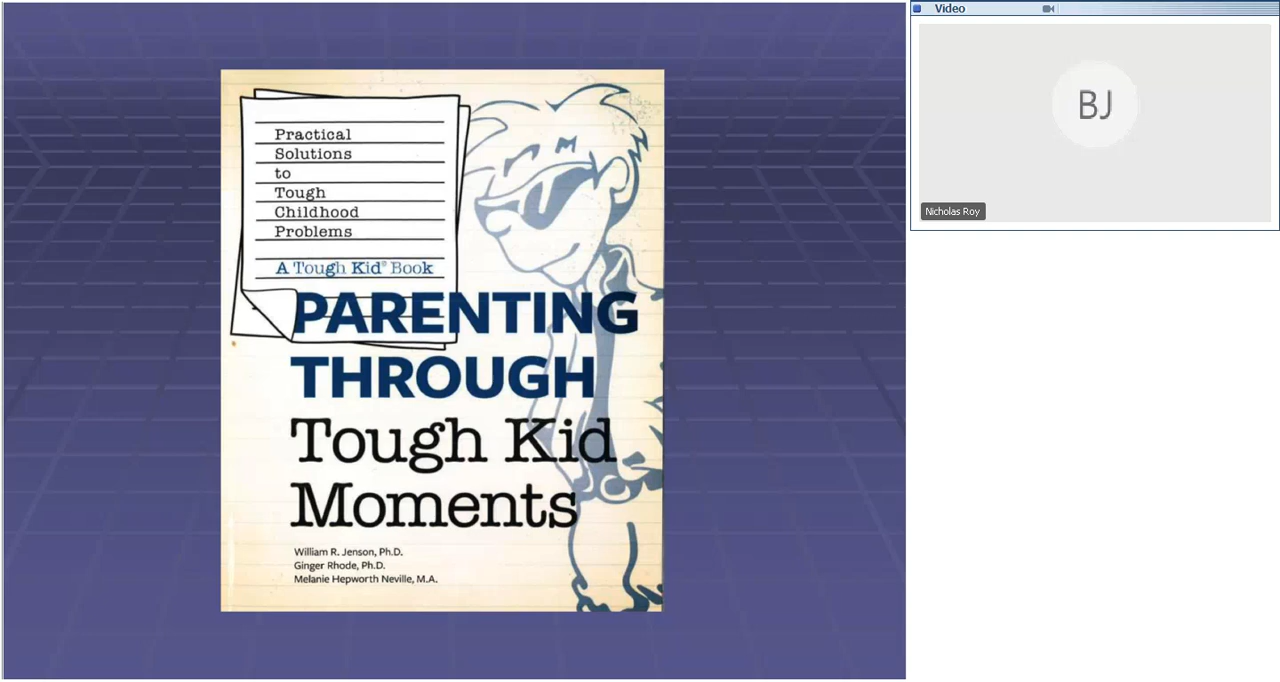 Practical
Solutions
to
Tough
Childhood
Problems
A Tough Kid® Book
PARENTING
THROUGH
Tough Kid
Moments
William R. Jenson, Ph.D.
Ginger Rhode, Ph.D.
Melanie Hepworth Neville, M.A.
Video
BJ
Nicholas Roy